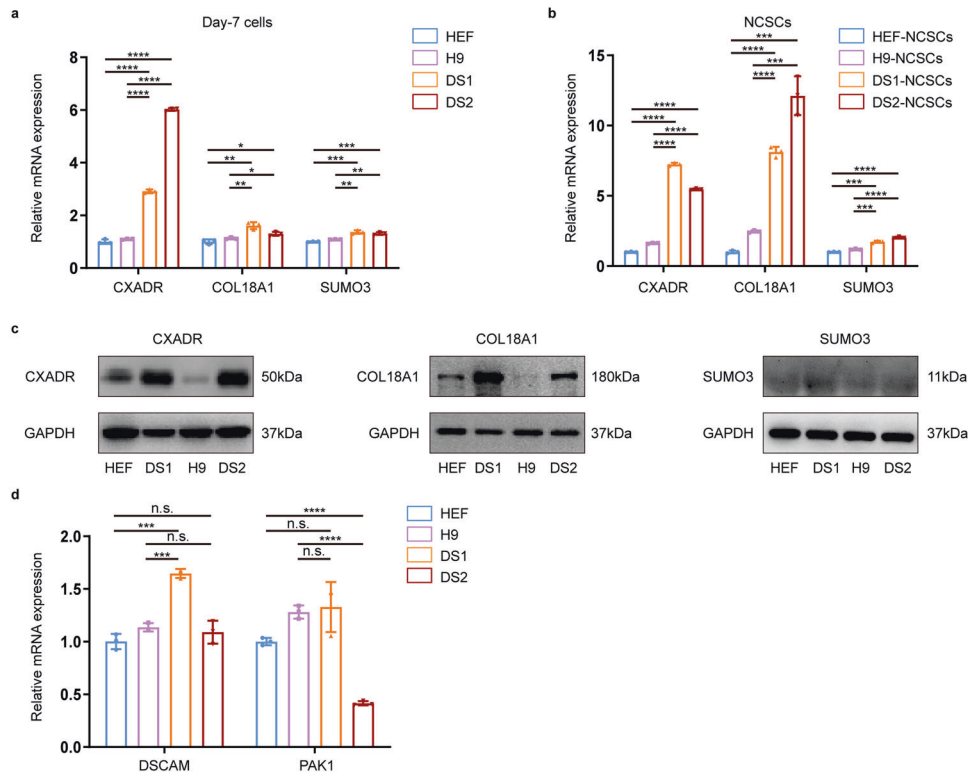 a
Day-7 cells
Relative mRNA expression
8
6
4
2
0
****
****
****
****
*
**
*
**
***
***
**
**
CXADR COL18A1 SUMO3
HEF
H9
DS1
DS2
b
NCSCs
Relative mRNA expression
15
10
5
0
****
****
****
****
***
****
***
****
****
***
****
***
CXADR COL18A1 SUMO3
HEF-NCSCs
H9-NCSCs
DS1-NCSCs
DS2-NCSCs
c
CXADR
CXADR 50kDa
GAPDH 37kDa
HEF DS1 H9 DS2
COL18A1
COL18A1 180kDa
GAPDH 37kDa
HEF DS1 H9 DS2
SUMO3
SUMO3 11kDa
GAPDH 37kDa
HEF DS1 H9 DS2
d
Relative mRNA expression
2.0
1.5
1.0
0.5
0.0
n.s.
***
n.s.
***
****
n.s.
****
n.s.
DSCAM PAK1
HEF
H9
DS1
DS2